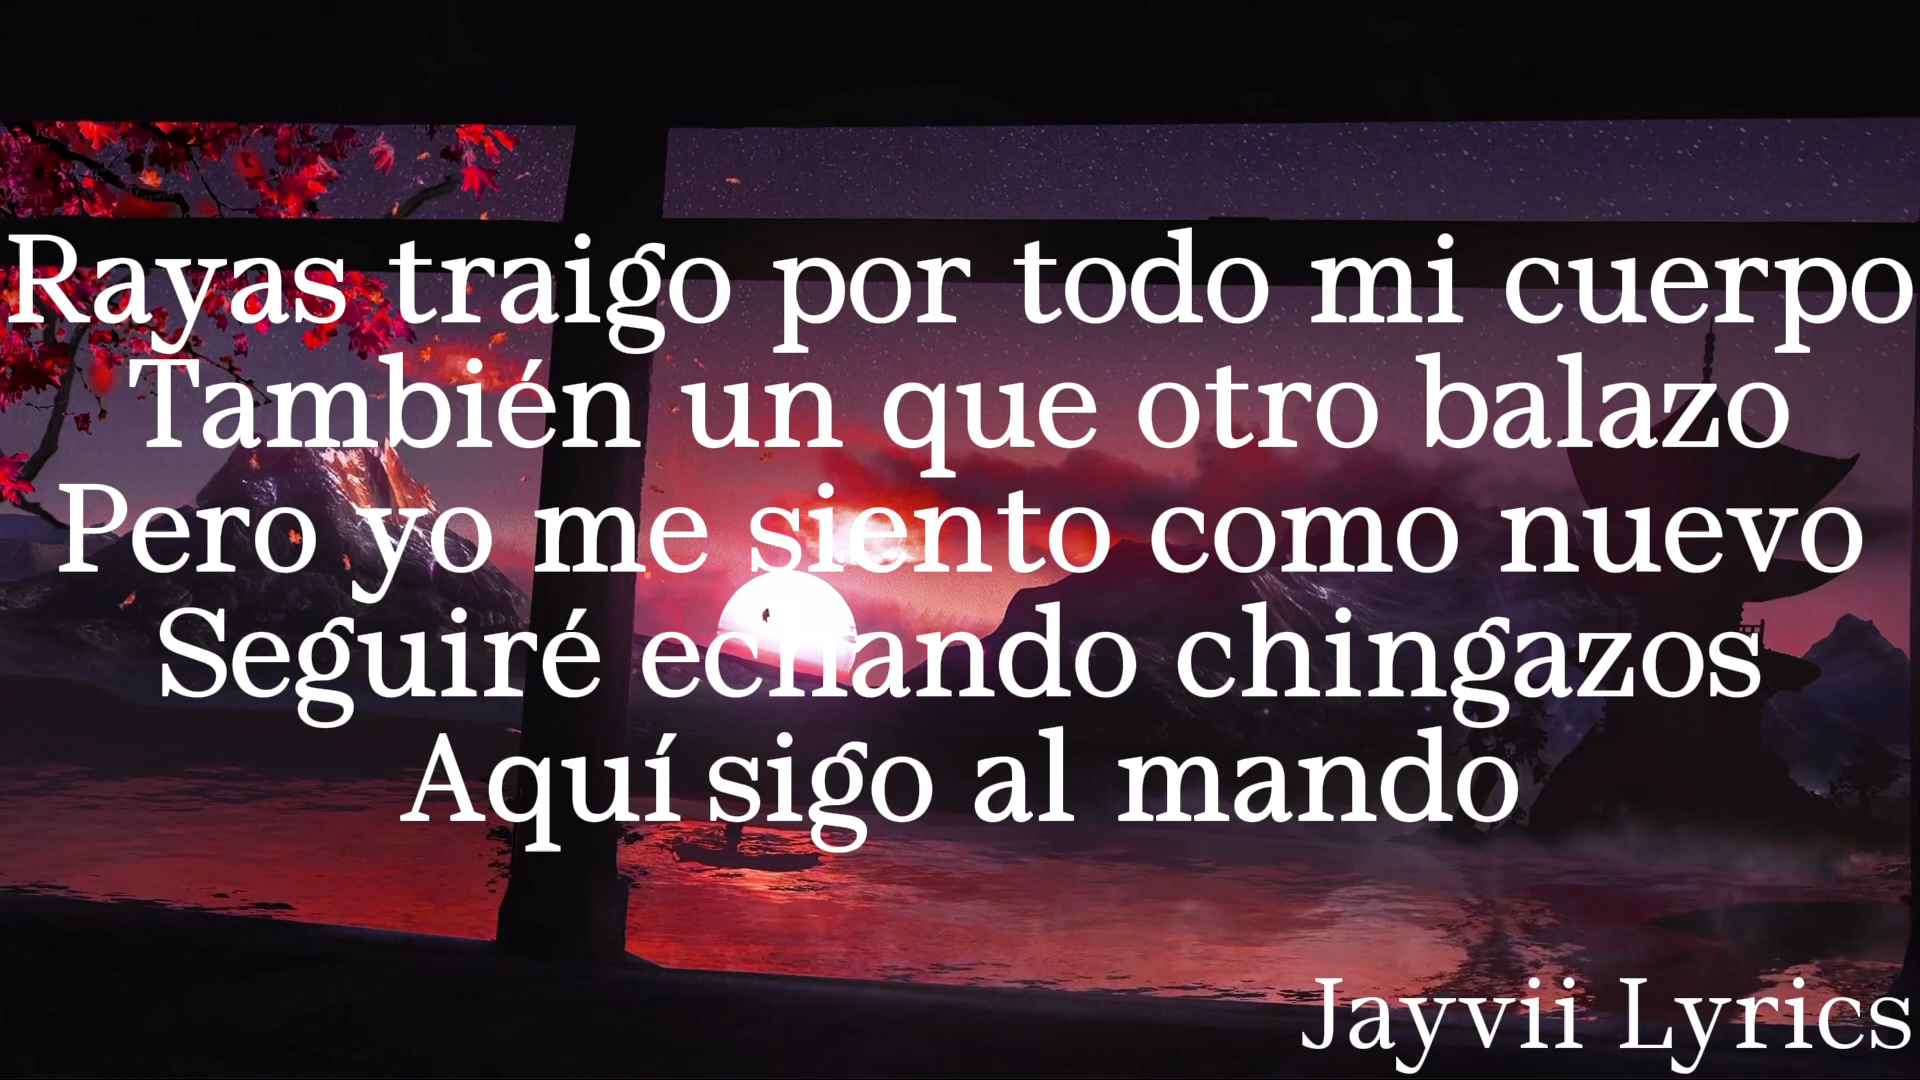 Rayas traigo por todo mi cuerpo
También un que otro balazo
Pero yo me siento como nuevo
Seguiré echando chingazos
Aquí sigo al mando
Jayvii Lyrics